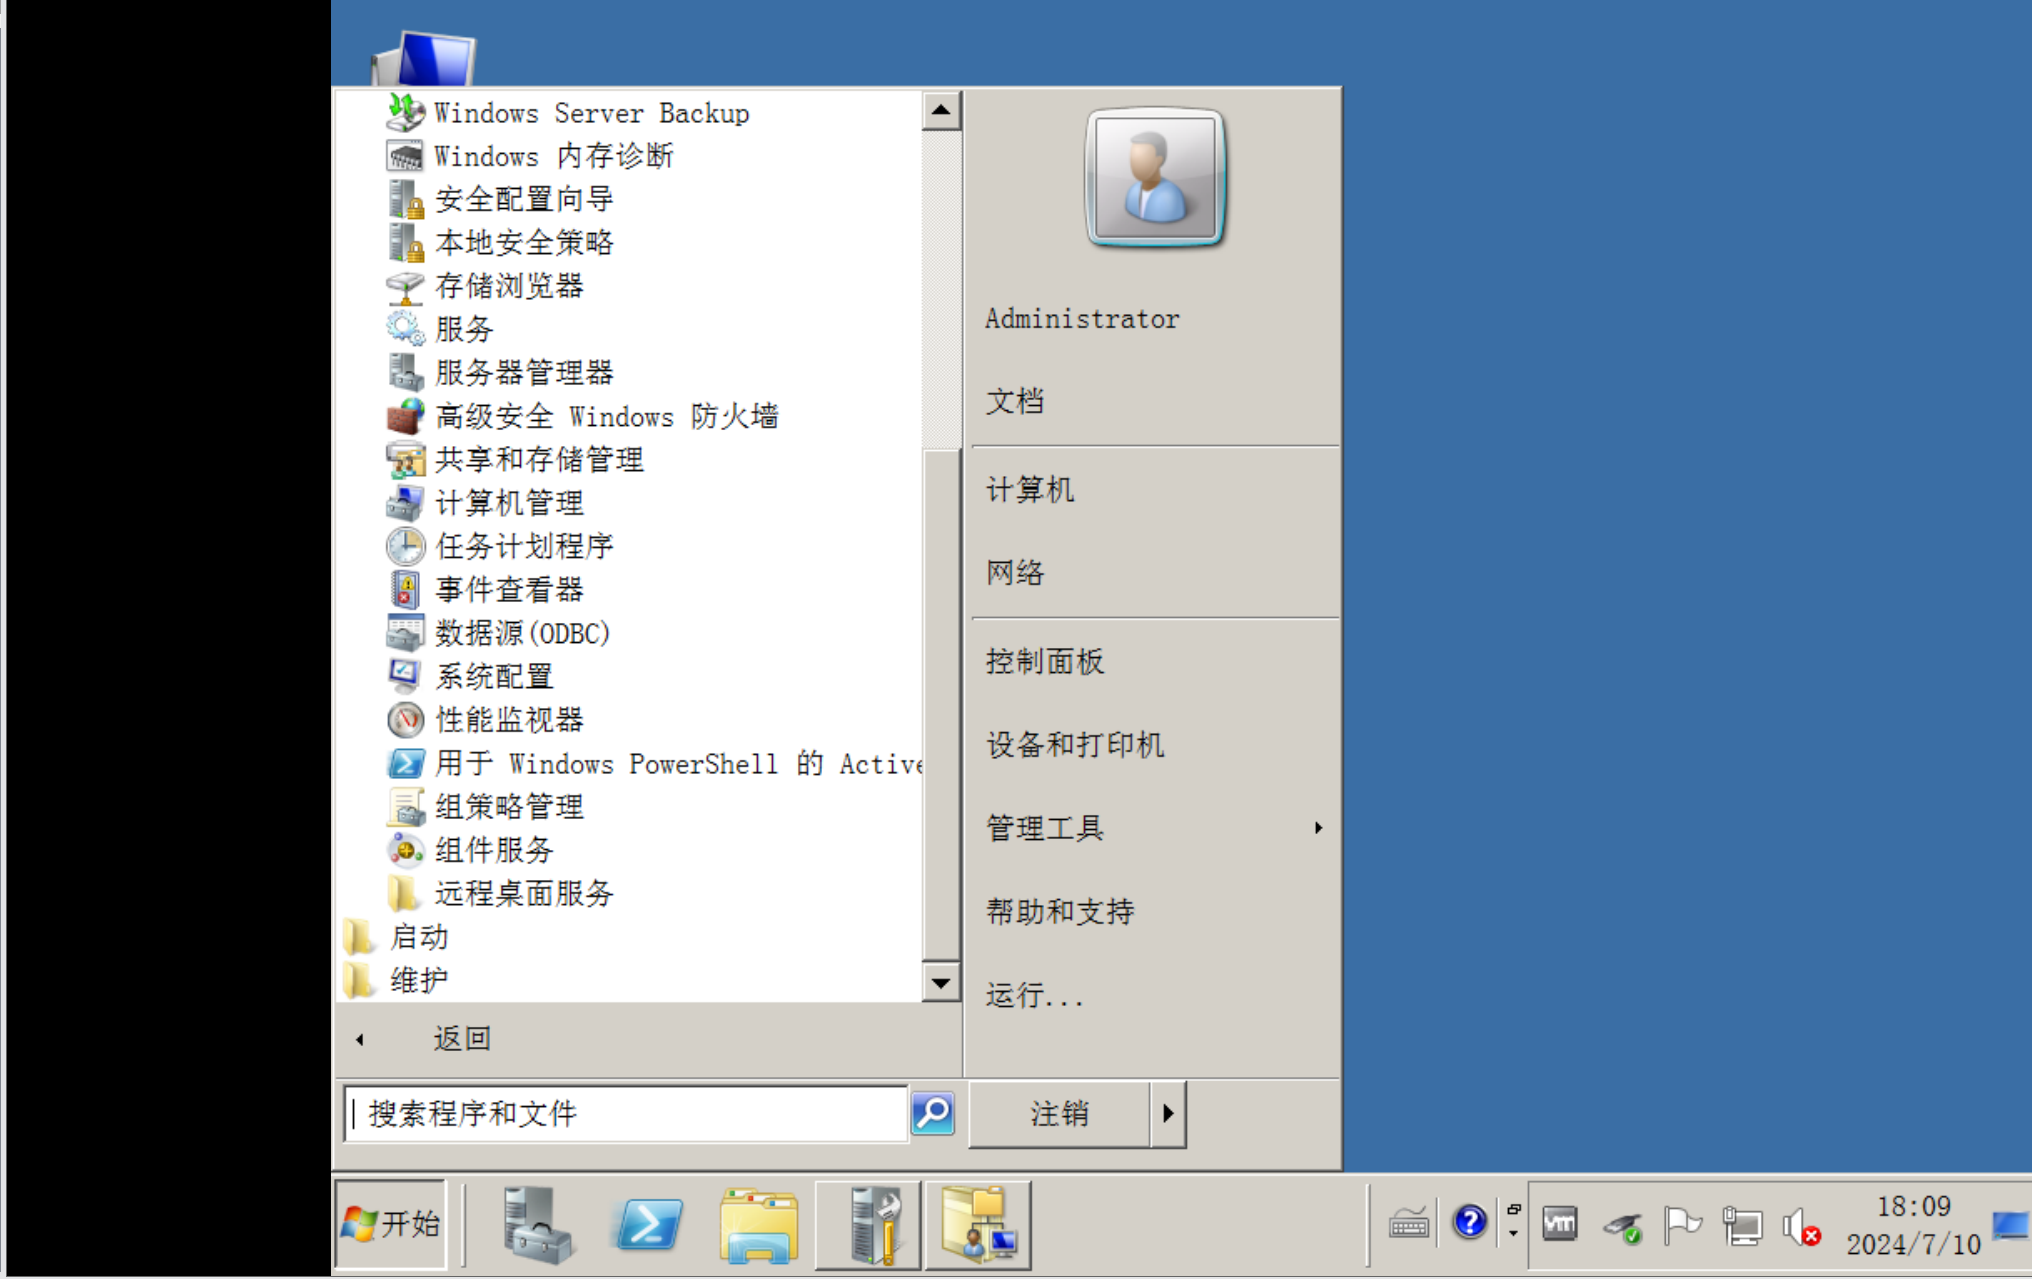 Windows Server Backup
Windows 内存诊断
安全配置向导
本地安全策略
存储浏览器
服务
服务器管理器
高级安全 Windows 防火墙
共享和存储管理
计算机管理
任务计划程序
事件查看器
数据源(ODBC)
系统配置
性能监视器
用于 Windows PowerShell 的 Active
组策略管理
组件服务
远程桌面服务
启动
维护
返回
搜索程序和文件
Administrator
文档
计算机
网络
控制面板
设备和打印机
管理工具
帮助和支持
运行...
注销
开始
vm
18:09
2024/7/10